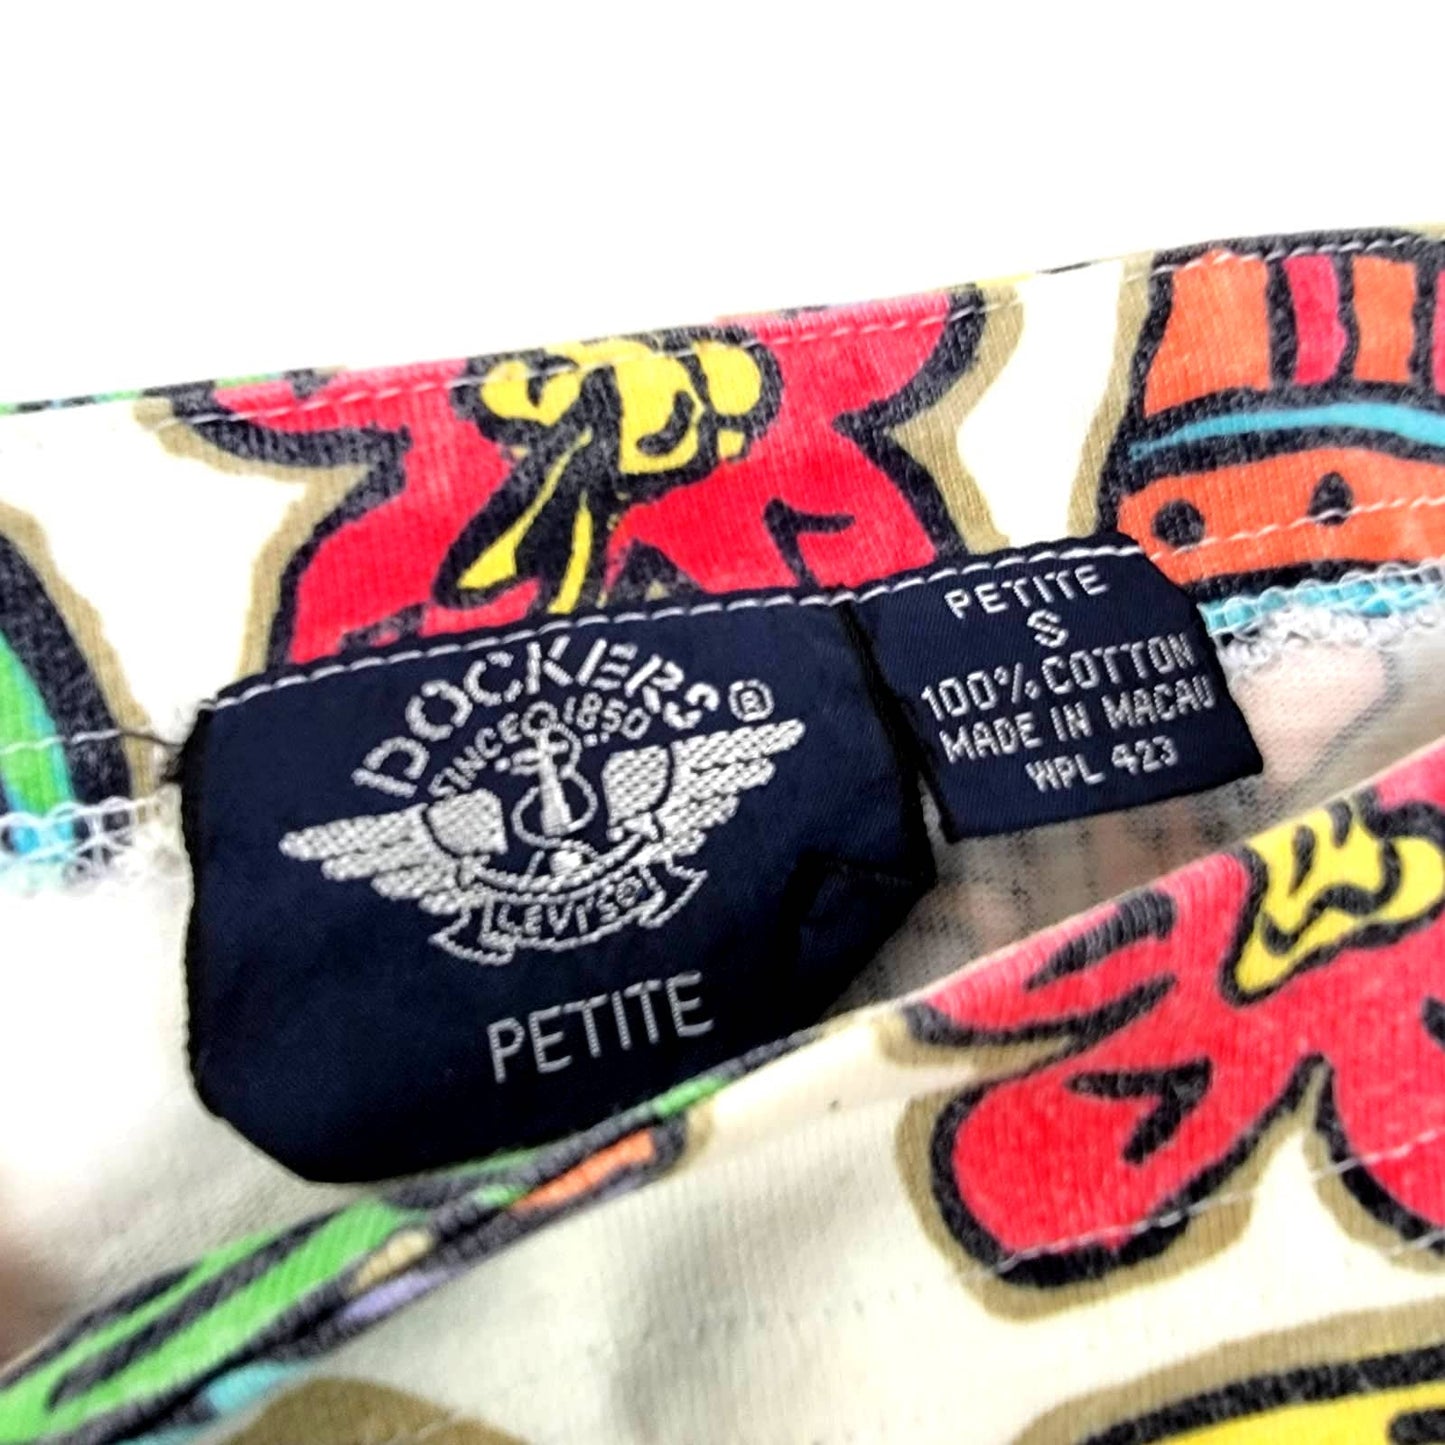 DOCKERS®
SINCE 1850
LEVI'S®
PETITE
PETITE
S
100% COTTON
MADE IN MACAU
WPL 423